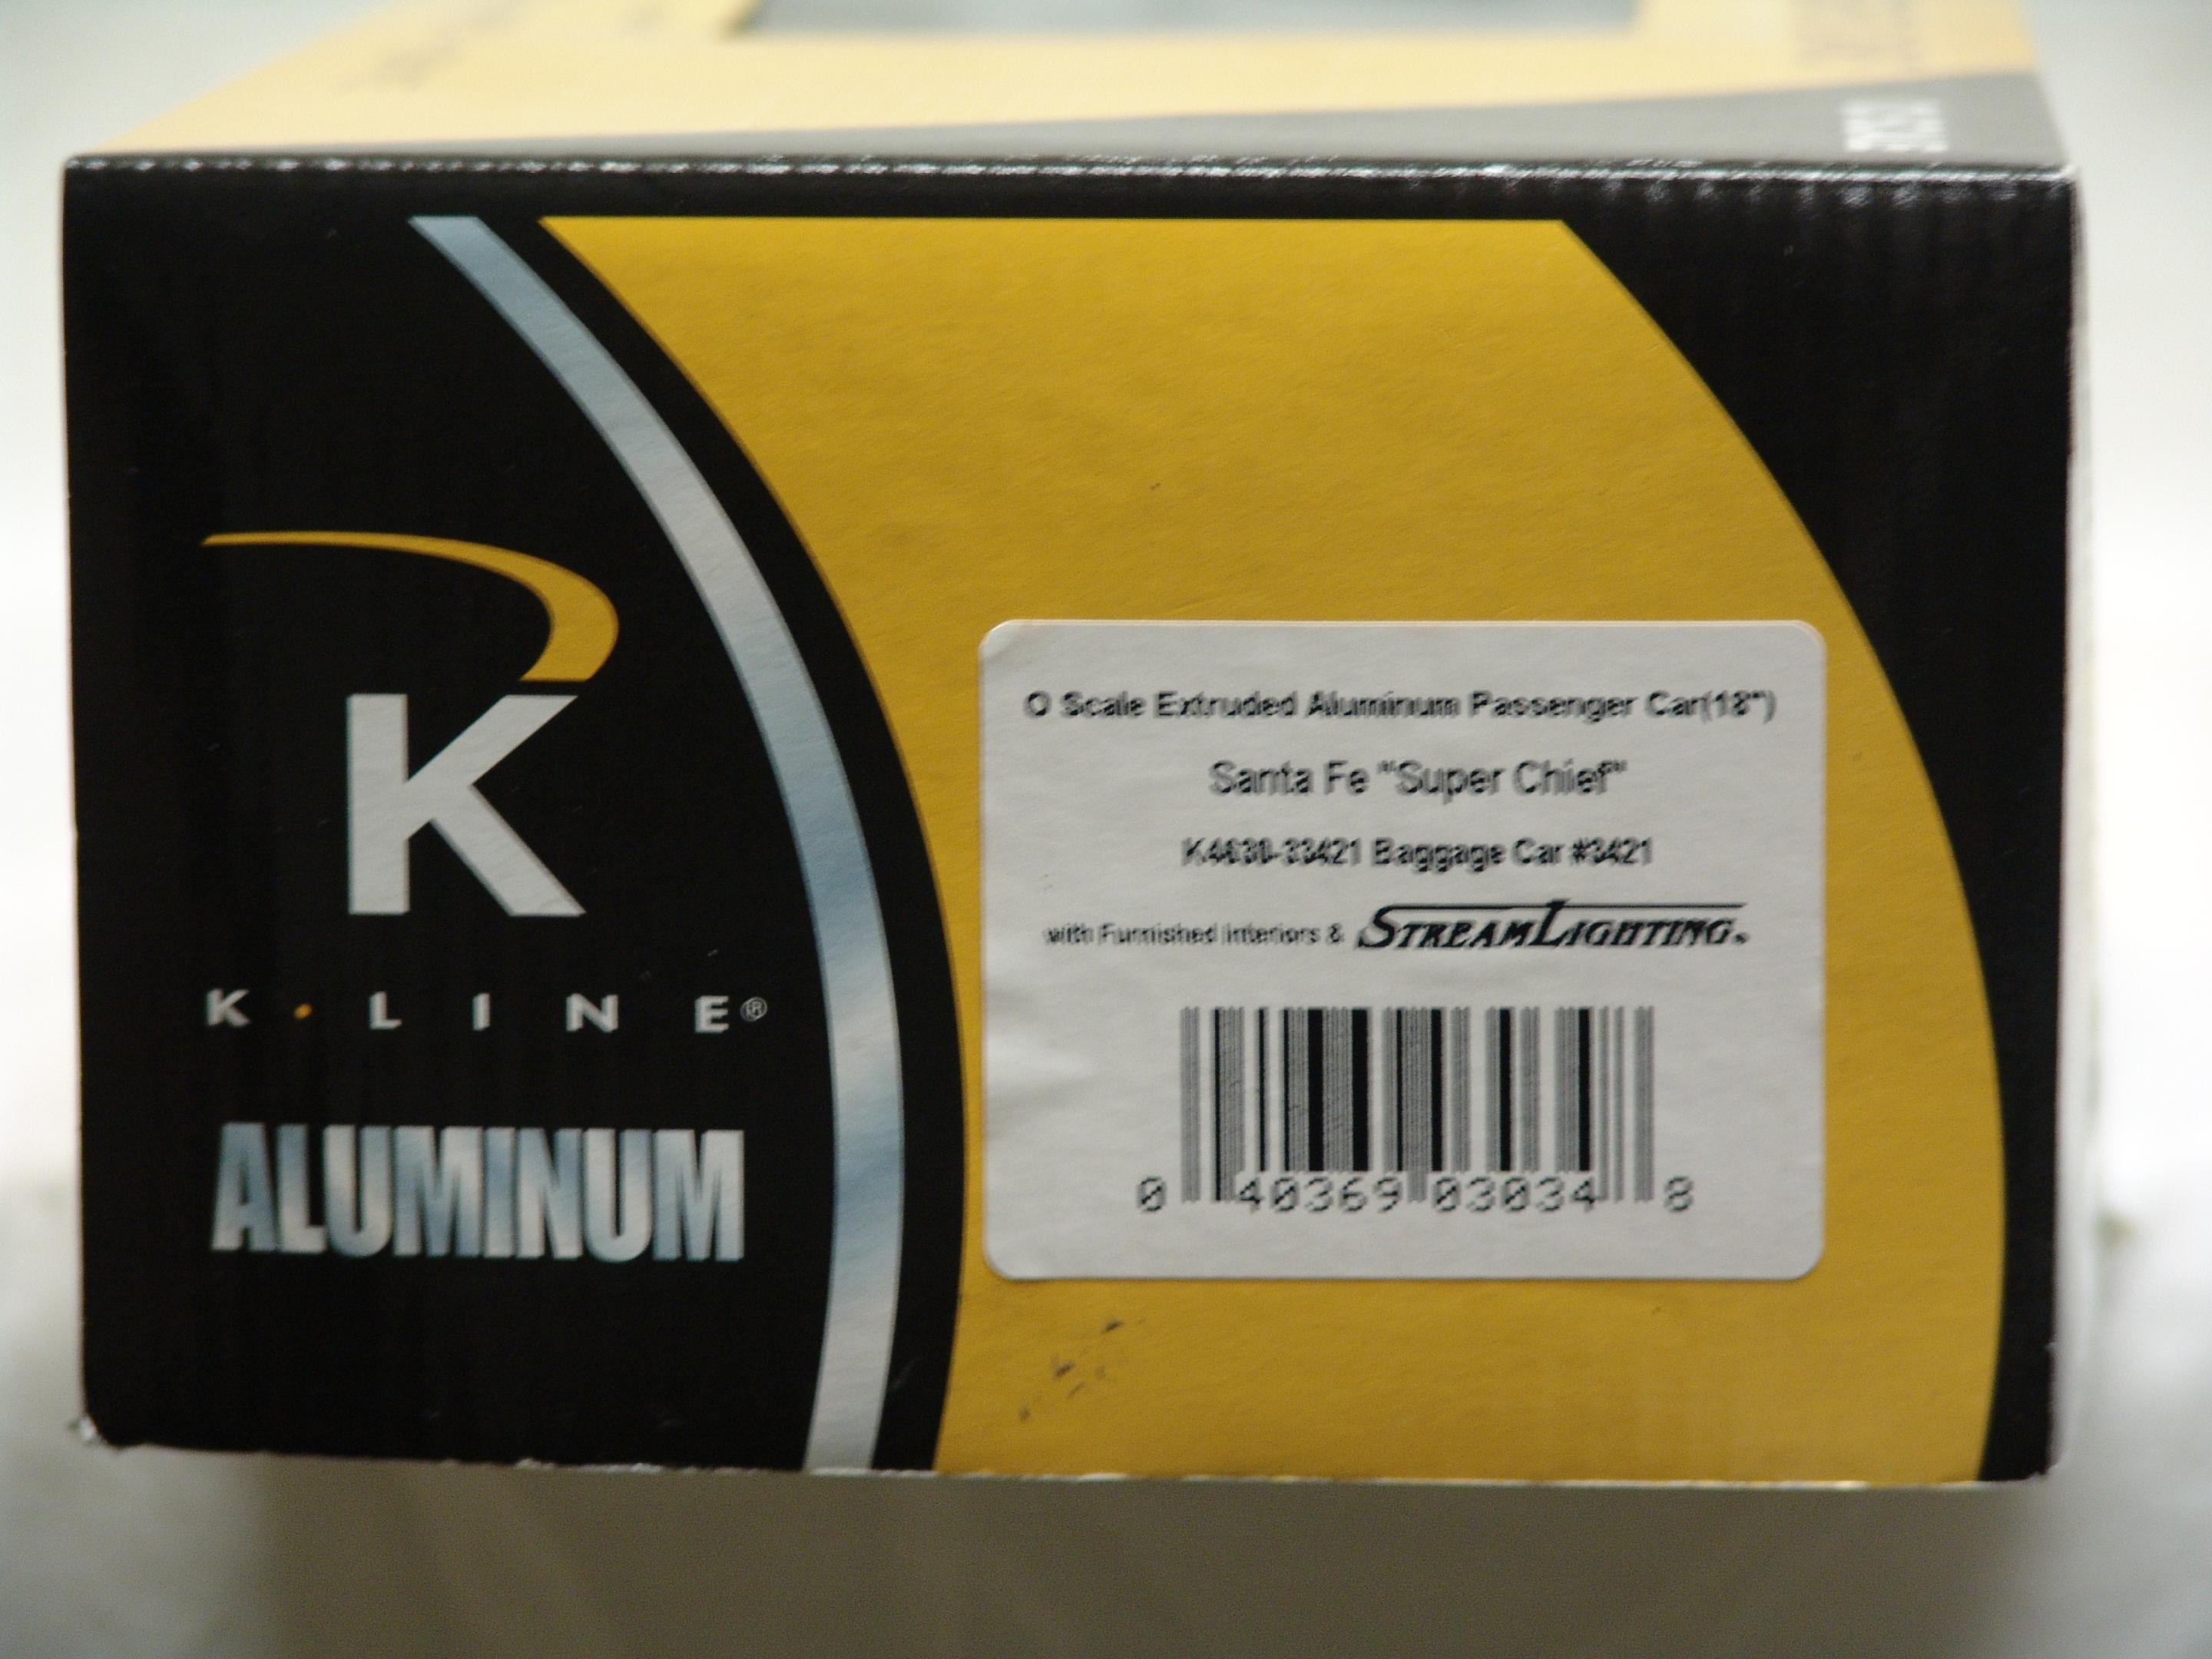 K
K·LINE®
ALUMINUM
O Scale Extruded Aluminum Passenger Car(18")
Santa Fe "Super Chief"
K4630-33421 Baggage Car #3421
with Furnished Interiors & STREAMLIGHTING®
0 40369 03034 8